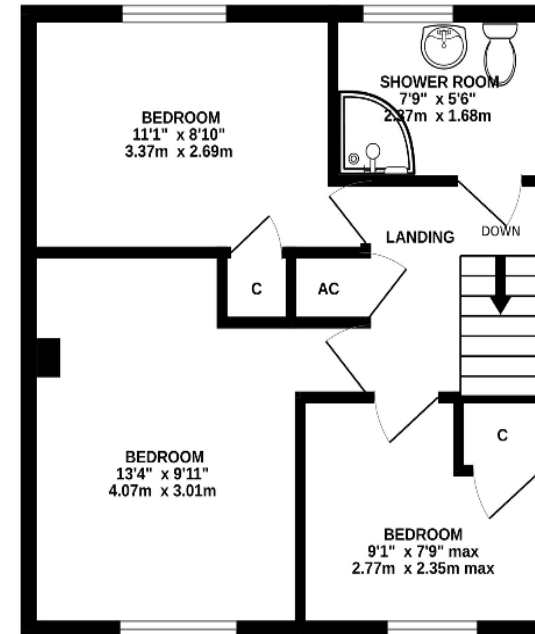 SHOWER ROOM
7'9" x 5'6"
2.37m x 1.68m
BEDROOM
11'1" x 8'10"
3.37m x 2.69m
LANDING
DOWN
C
AC
C
BEDROOM
13'4" x 9'11"
4.07m x 3.01m
BEDROOM
9'1" x 7'9" max
2.77m x 2.35m max